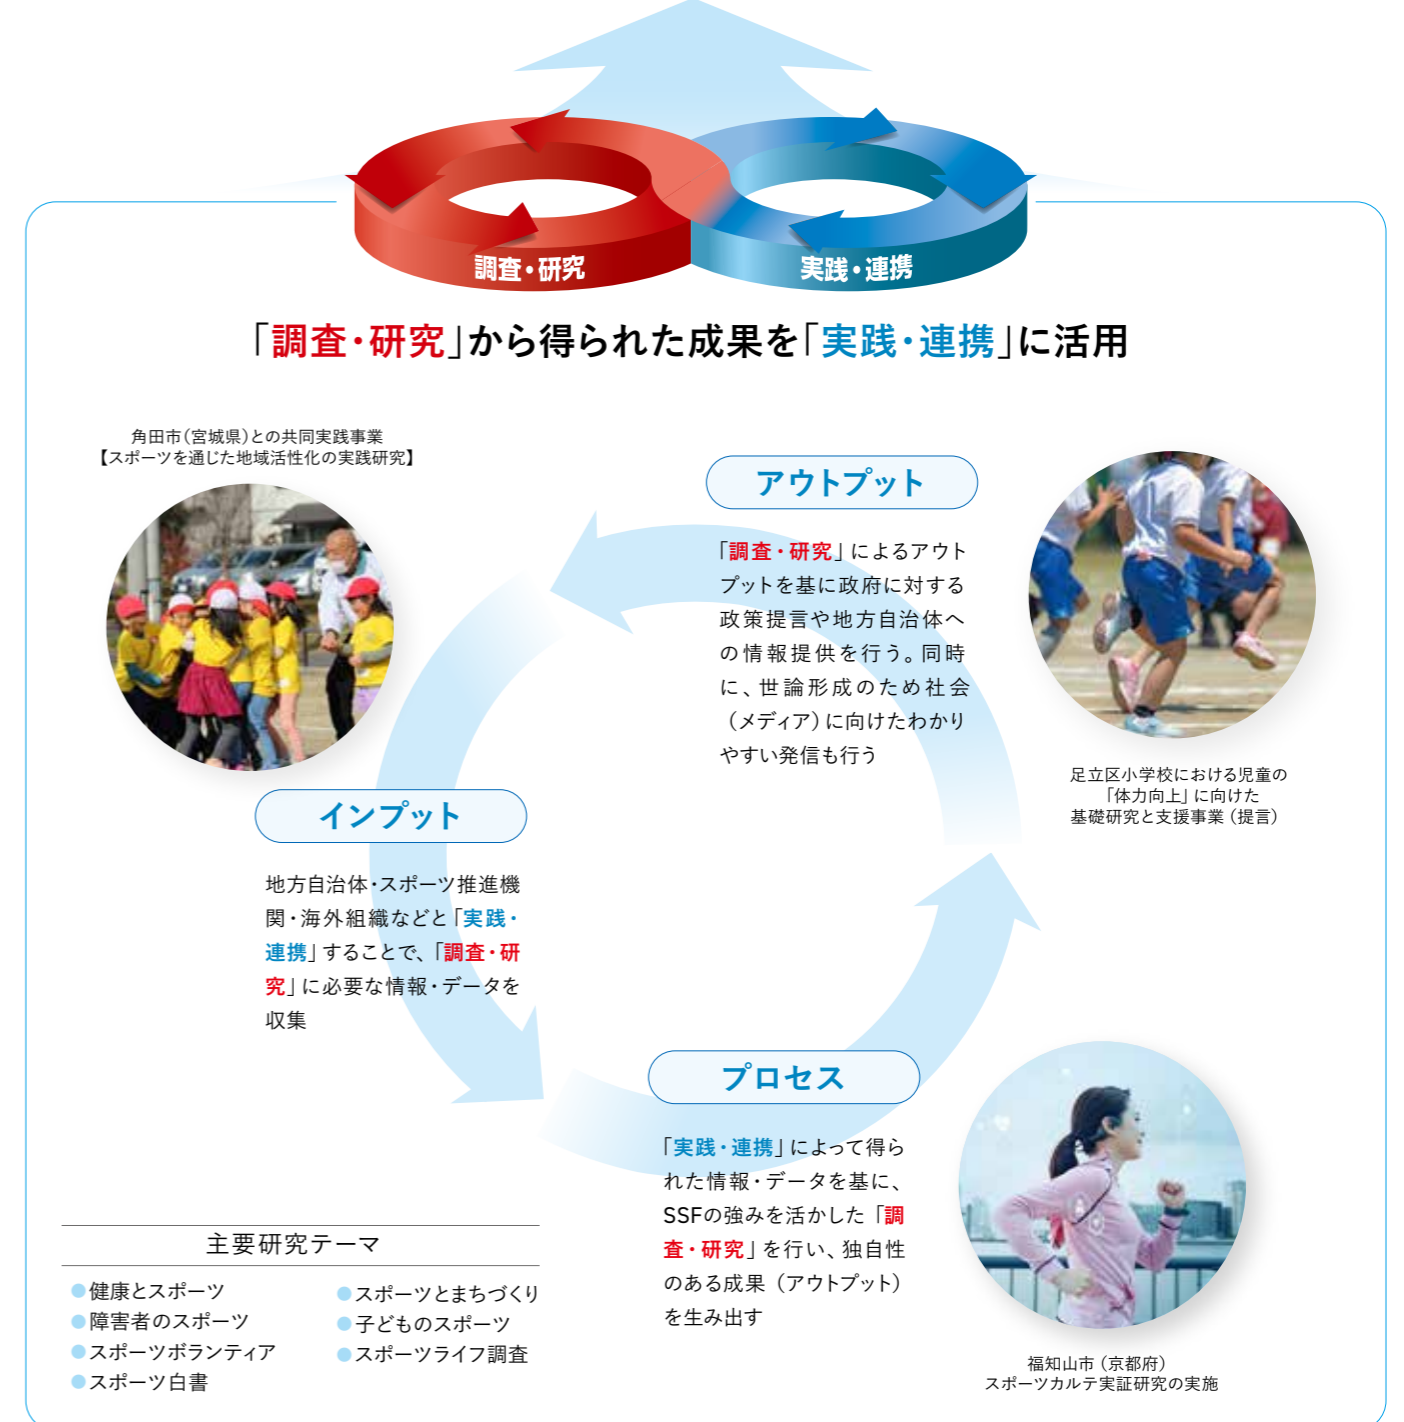 調査・研究
実践・連携
「調査・研究」から得られた成果を「実践・連携」に活用
角田市（宮城県）との共同実践事業
【スポーツを通じた地域活性化の実践研究】
アウトプット
「調査・研究」によるアウト
プットを基に政府に対する
政策提言や地方自治体へ
の情報提供を行う。同時
に、世論形成のため社会
（メディア）に向けたわかり
やすい発信も行う
足立区小学校における児童の
「体力向上」に向けた
基礎研究と支援事業（提言）
インプット
地方自治体・スポーツ推進機
関・海外組織などと「実践・
連携」することで、「調査・研
究」に必要な情報・データを
収集
プロセス
「実践・連携」によって得ら
れた情報・データを基に、
SSFの強みを活かした「調
査・研究」を行い、独自性
のある成果（アウトプット）
を生み出す
福知山市（京都府）
スポーツカルテ実証研究の実施
主要研究テーマ
●健康とスポーツ
●障害者のスポーツ
●スポーツボランティア
●スポーツ白書
●スポーツとまちづくり
●子どものスポーツ
●スポーツライフ調査